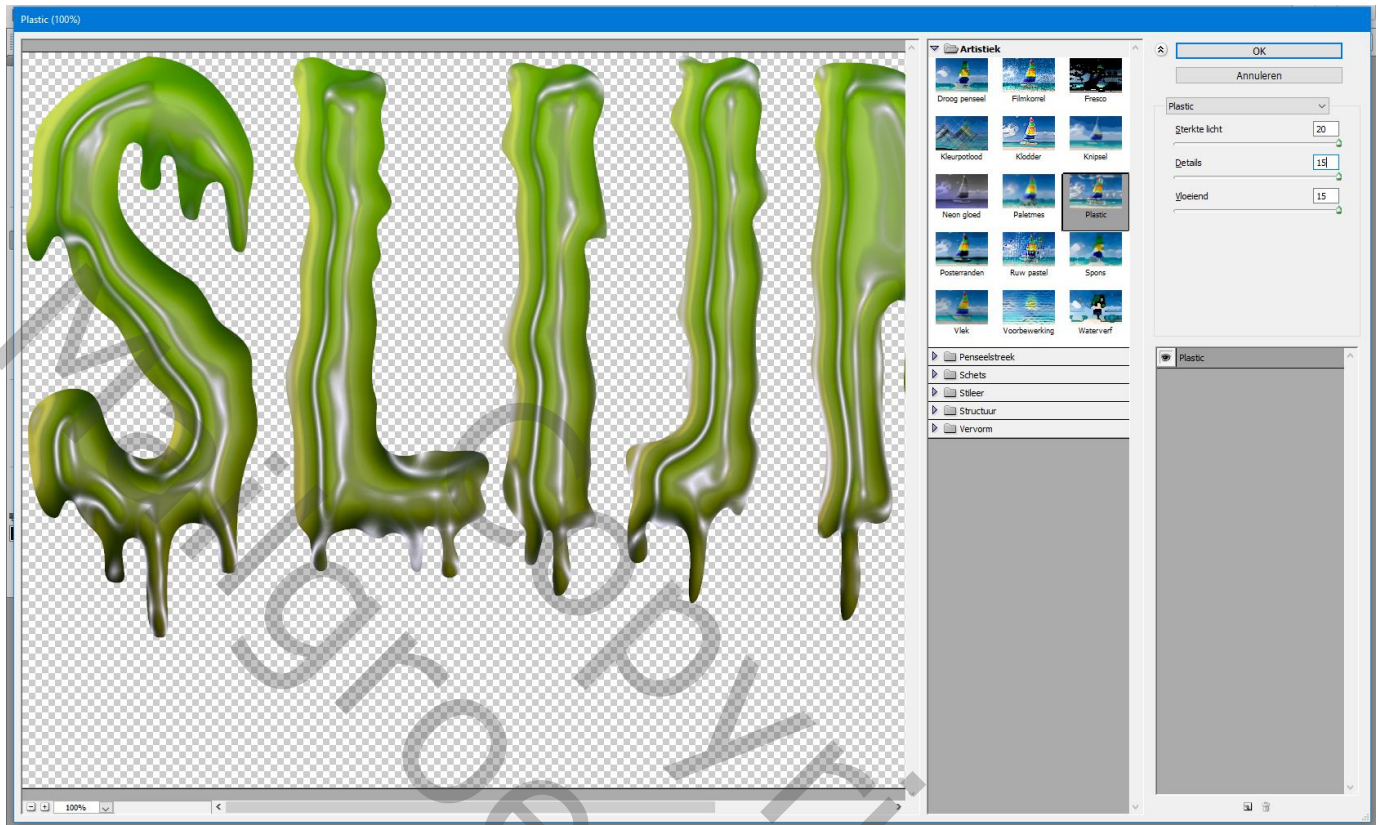 Plastic (100%)
SLIJP
Artistiek
Droog penseel Filmkorrel Fresco
Kleurpotlood Klodder Knipsel
Neon gloed Paletmes Plastic
Posterranden Ruw pastel Spons
Vlek Voorbewerking Waterverf
Penseelstreek
Schets
Stileer
Structuur
Vervorm
OK
Annuleren
Plastic
Sterkte licht 20
Details 15
Vloeiend 15
Plastic
100%